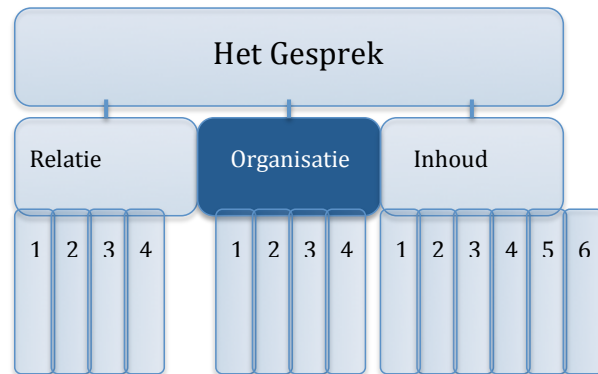 Het Gesprek
Relatie Organisatie Inhoud
1 2 3 4 1 2 3 4 1 2 3 4 5 6